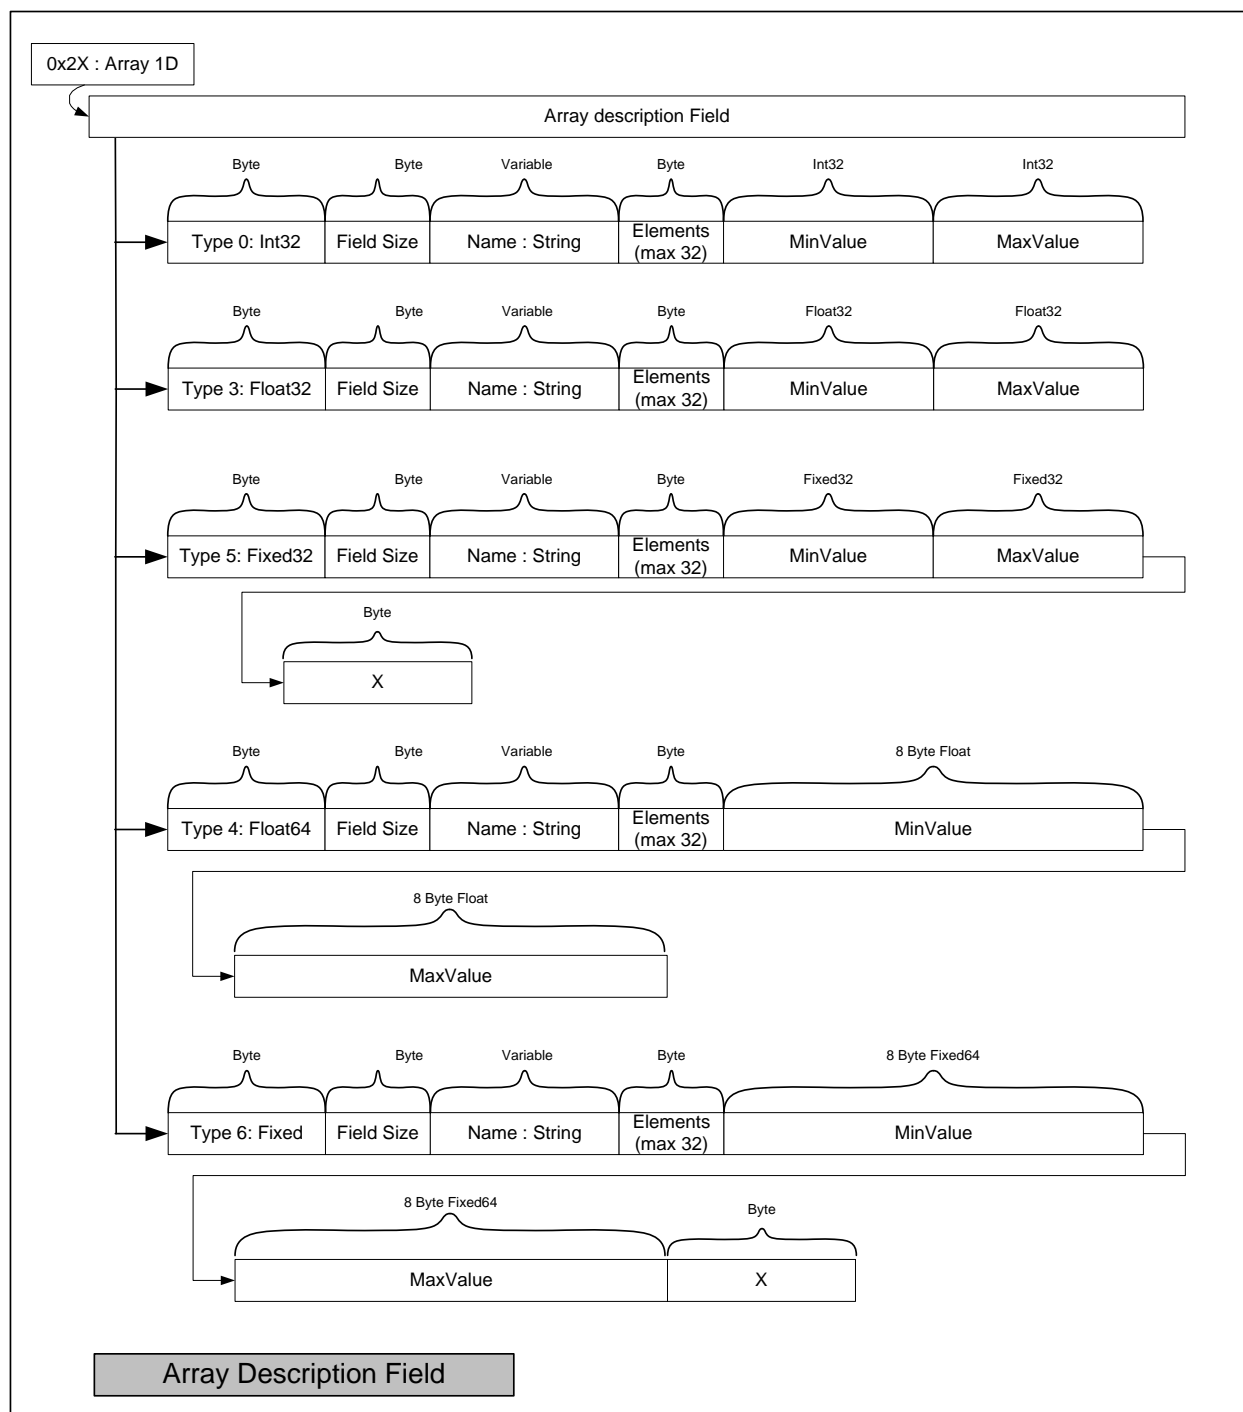 0x2X : Array 1D
Array description Field
Byte Byte Variable Byte Int32 Int32
Type 0: Int32 Field Size Name : String Elements (max 32) MinValue MaxValue
Byte Byte Variable Byte Float32 Float32
Type 3: Float32 Field Size Name : String Elements (max 32) MinValue MaxValue
Byte Byte Variable Byte Fixed32 Fixed32
Type 5: Fixed32 Field Size Name : String Elements (max 32) MinValue MaxValue
Byte
X
Byte Byte Variable Byte 8 Byte Float
Type 4: Float64 Field Size Name : String Elements (max 32) MinValue
8 Byte Float
MaxValue
Byte Byte Variable Byte 8 Byte Fixed64
Type 6: Fixed Field Size Name : String Elements (max 32) MinValue
8 Byte Fixed64 Byte
MaxValue X
Array Description Field